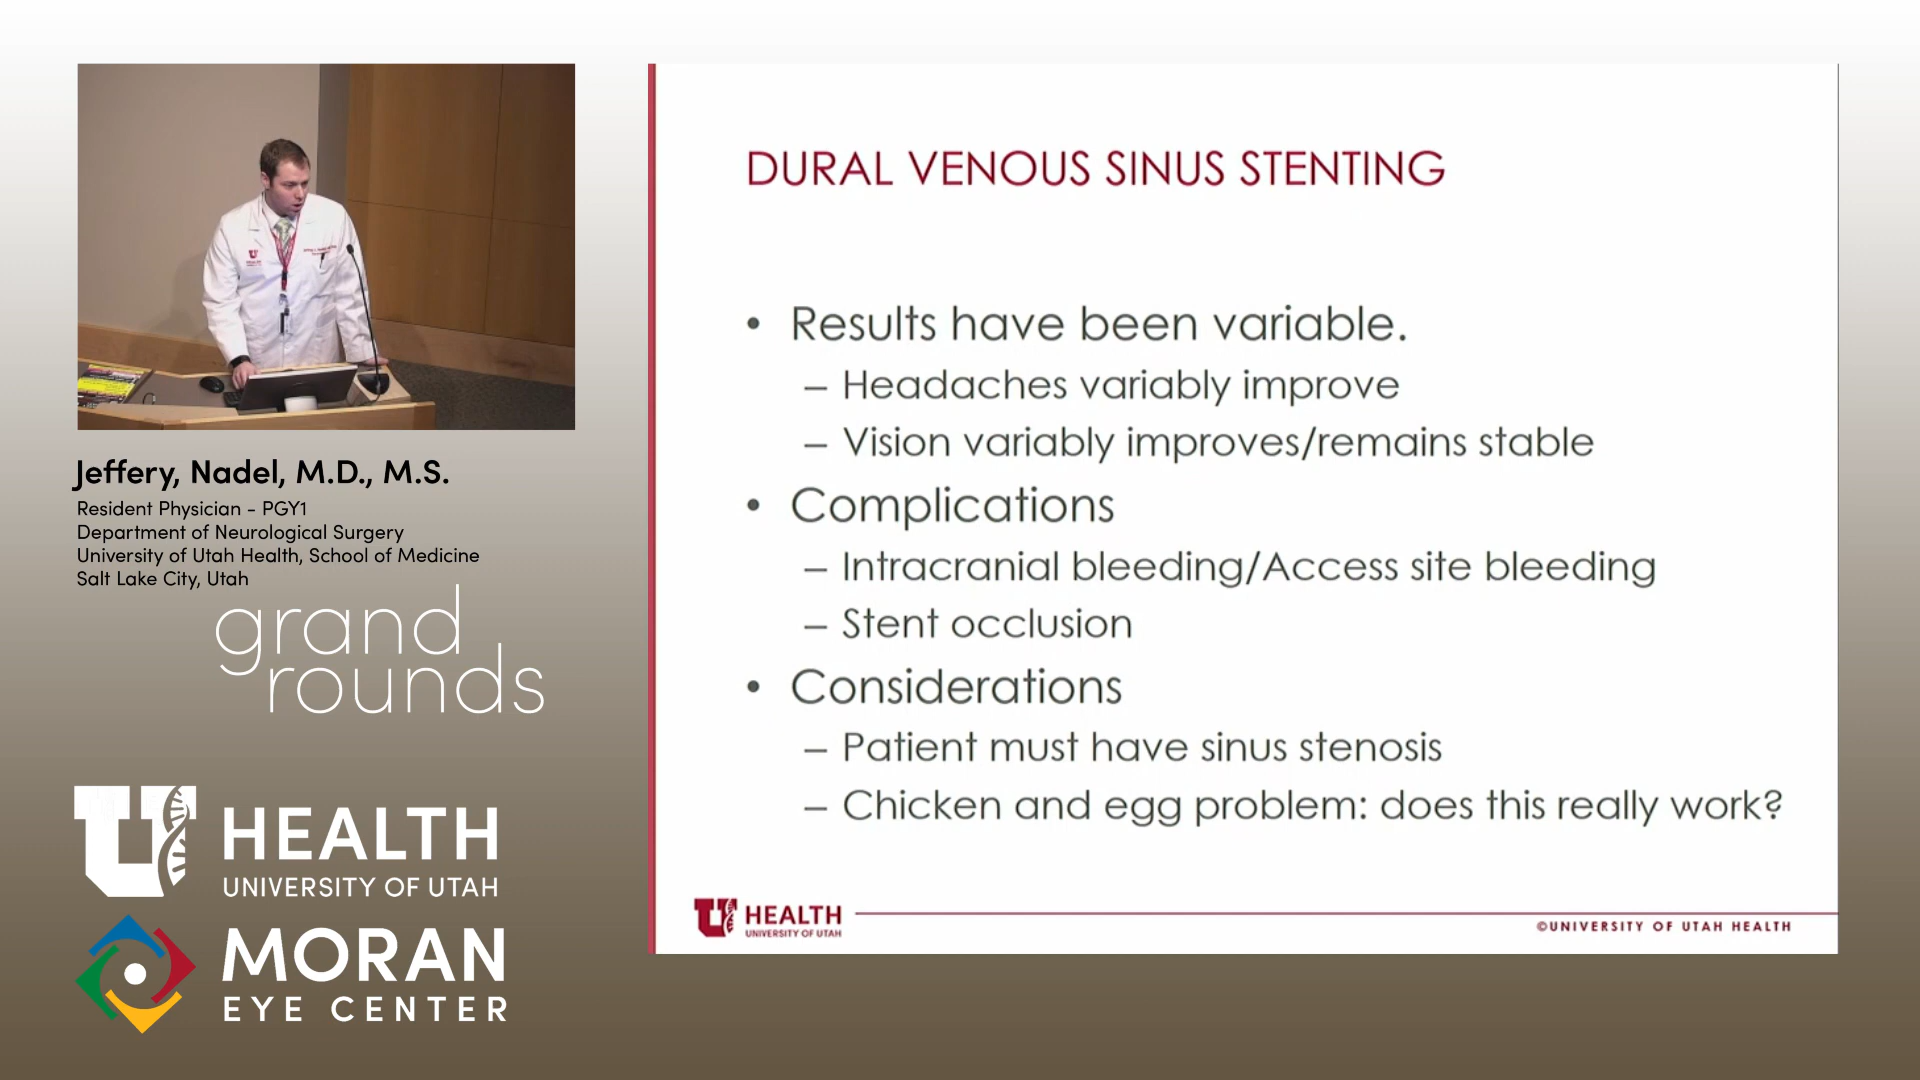 Jeffery, Nadel, M.D., M.S.
Resident Physician - PGY1
Department of Neurological Surgery
University of Utah Health, School of Medicine
Salt Lake City, Utah
grand
rounds
U HEALTH
UNIVERSITY OF UTAH
MORAN
EYE CENTER
DURAL VENOUS SINUS STENTING
• Results have been variable.
– Headaches variably improve
– Vision variably improves/remains stable
• Complications
– Intracranial bleeding/Access site bleeding
– Stent occlusion
• Considerations
– Patient must have sinus stenosis
– Chicken and egg problem: does this really work?
U HEALTH
UNIVERSITY OF UTAH
©UNIVERSITY OF UTAH HEALTH